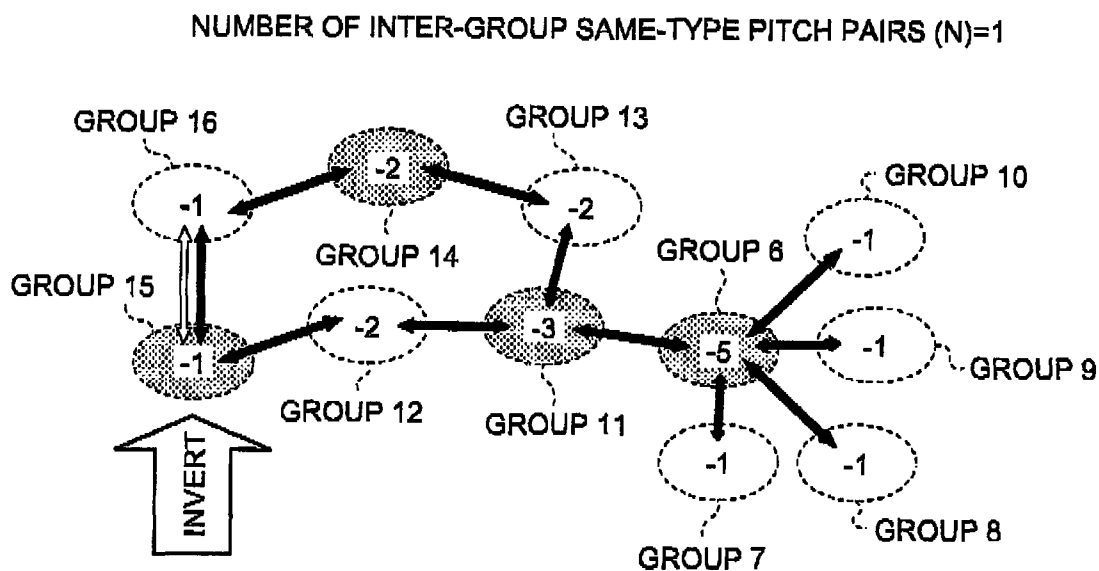 NUMBER OF INTER-GROUP SAME-TYPE PITCH PAIRS (N)=1
GROUP 16
GROUP 13
-2
GROUP 10
-1
-2
GROUP 14
GROUP 6
-1
GROUP 15
-2
-3
-5
-1
-1
GROUP 9
GROUP 12
GROUP 11
INVERT
-1
-1
GROUP 8
GROUP 7